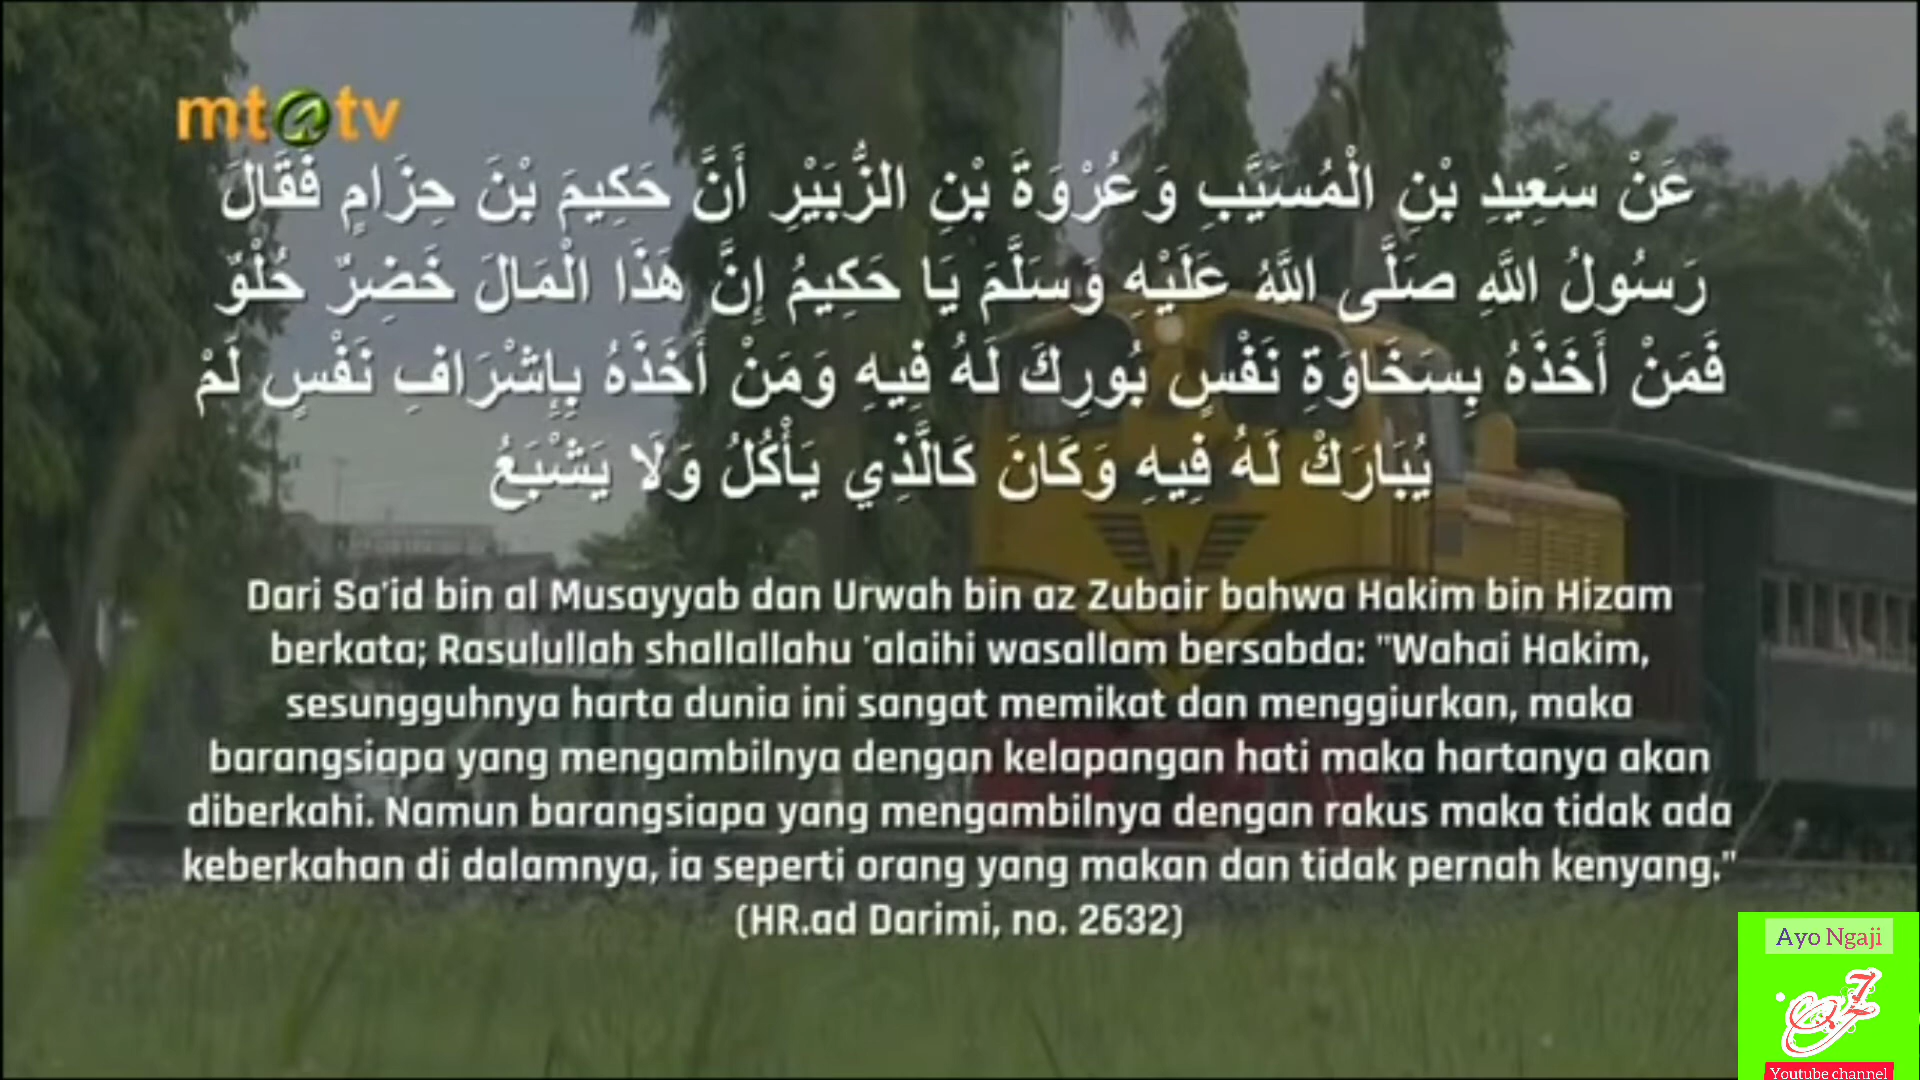 mtatv
عَنْ سَعِيدِ بْنِ الْمُسَيَّبِ وَعُرْوَةَ بْنِ الزُّبَيْرِ أَنَّ حَكِيمَ بْنَ حِزَامٍ فَقَالَ
رَسُولُ اللَّهِ صَلَّى اللَّهُ عَلَيْهِ وَسَلَّمَ يَا حَكِيمُ إِنَّ هَذَا الْمَالَ خَضِرٌ حُلْوٌ
فَمَنْ أَخَذَهُ بِسَخَاوَةِ نَفْسٍ بُورِكَ لَهُ فِيهِ وَمَنْ أَخَذَهُ بِإِشْرَافِ نَفْسٍ لَمْ
يُبَارَكْ لَهُ فِيهِ وَكَانَ كَالَّذِي يَأْكُلُ وَلَا يَشْبَعُ
Dari Sa'id bin al Musayyab dan Urwah bin az Zubair bahwa Hakim bin Hizam
berkata; Rasulullah shallallahu 'alaihi wasallam bersabda: "Wahai Hakim,
sesungguhnya harta dunia ini sangat memikat dan menggiurkan, maka
barangsiapa yang mengambilnya dengan kelapangan hati maka hartanya akan
diberkahi. Namun barangsiapa yang mengambilnya dengan rakus maka tidak ada
keberkahan di dalamnya, ia seperti orang yang makan dan tidak pernah kenyang."
(HR.ad Darimi, no. 2632)
Ayo Ngaji
Youtube channel